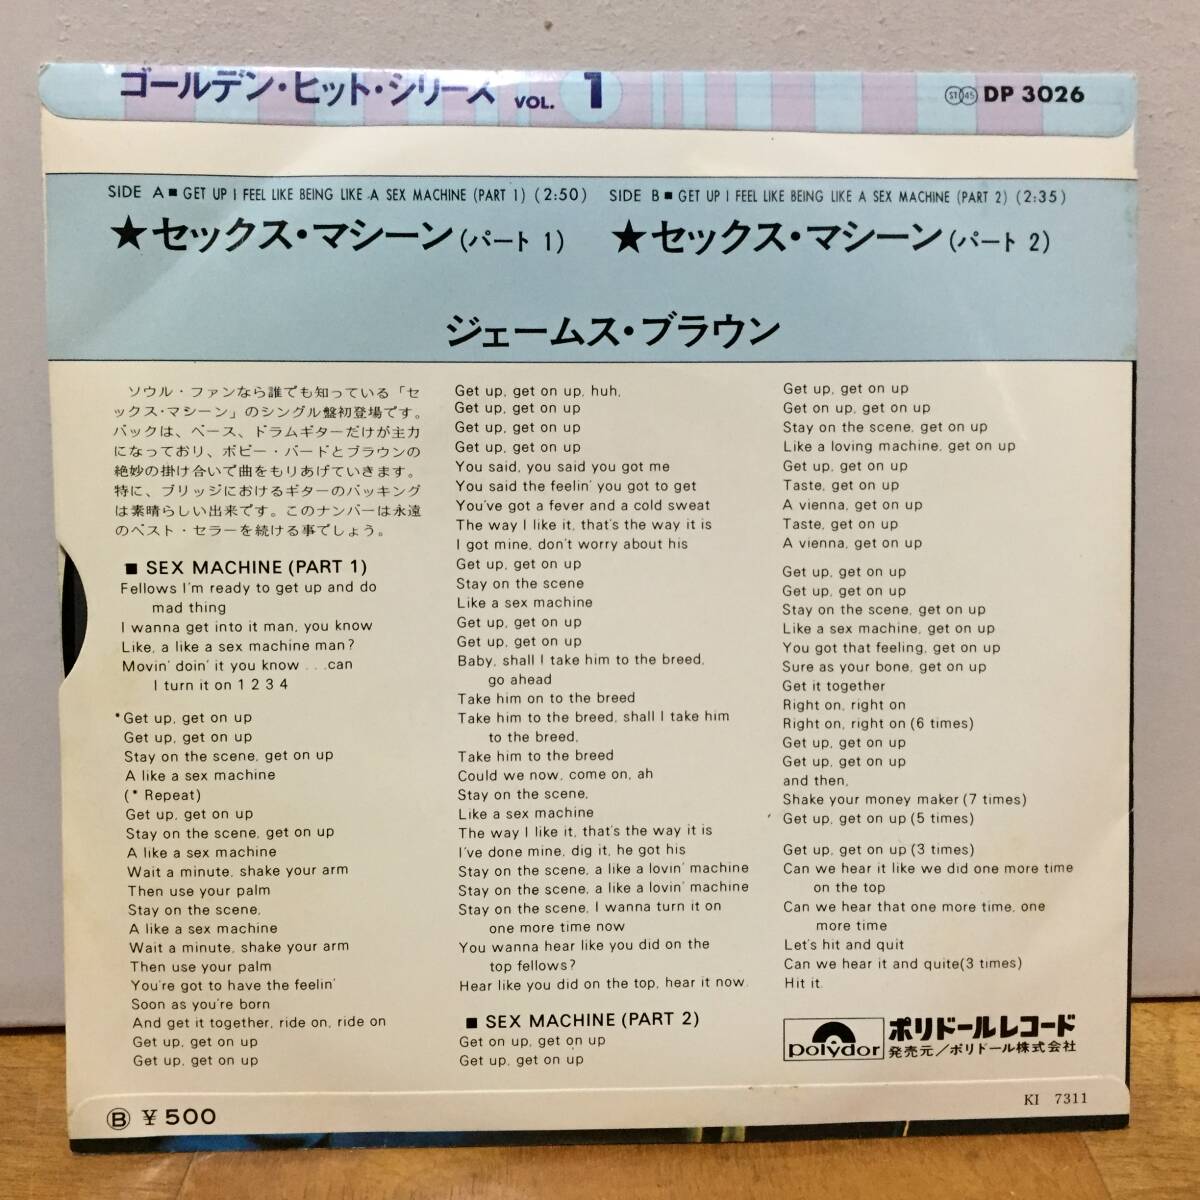 ゴールデン・ヒット・シリーズ VOL. 1
ST 45 DP 3026
SIDE A ■ GET UP I FEEL LIKE BEING LIKE A SEX MACHINE (PART 1) (2:50)
★セックス・マシーン(パート 1)
SIDE B ■ GET UP I FEEL LIKE BEING LIKE A SEX MACHINE (PART 2) (2:35)
★セックス・マシーン(パート 2)
ジェームス・ブラウン
ソウル・ファンなら誰でも知っている「セ
ックス・マシーン」のシングル盤初登場です。
バックは、ベース、ドラムギターだけが主力
になっており、ボビー・バードとブラウンの
絶妙の掛け合いで曲をもりあげていきます。
特に、ブリッジにおけるギターのバッキング
は素晴らしい出来です。このナンバーは永遠
のベスト・セラーを続ける事でしょう。
■ SEX MACHINE (PART 1)
Fellows I'm ready to get up and do
mad thing
I wanna get into it man, you know
Like, a like a sex machine man?
Movin' doin' it you know ...can
I turn it on 1 2 3 4
*Get up, get on up
Get up, get on up
Stay on the scene, get on up
A like a sex machine
(* Repeat)
Get up, get on up
Stay on the scene, get on up
A like a sex machine
Wait a minute, shake your arm
Then use your palm
Stay on the scene,
A like a sex machine
Wait a minute, shake your arm
Then use your palm
You're got to have the feelin'
Soon as you're born
And get it together, ride on, ride on
Get up, get on up
Get up, get on up
Get up, get on up, huh,
Get up, get on up
Get up, get on up
Get up, get on up
You said, you said you got me
You said the feelin' you got to get
You've got a fever and a cold sweat
The way I like it, that's the way it is
I got mine, don't worry about his
Get up, get on up
Stay on the scene
Like a sex machine
Get up, get on up
Get up, get on up
Baby, shall I take him to the breed,
go ahead
Take him on to the breed
Take him to the breed, shall I take him
to the breed,
Take him to the breed
Could we now, come on, ah
Stay on the scene,
Like a sex machine
The way I like it, that's the way it is
I've done mine, dig it, he got his
Stay on the scene, a like a lovin' machine
Stay on the scene, a like a lovin' machine
Stay on the scene, I wanna turn it on
one more time now
You wanna hear like you did on the
top fellows?
Hear like you did on the top, hear it now.
■ SEX MACHINE (PART 2)
Get on up, get on up
Get up, get on up
Get up, get on up
Get on up, get on up
Stay on the scene, get on up
Like a loving machine, get on up
Get up, get on up
Taste, get on up
A vienna, get on up
Taste, get on up
A vienna, get on up
Get up, get on up
Get up, get on up
Stay on the scene, get on up
Like a sex machine, get on up
You got that feeling, get on up
Sure as your bone, get on up
Get it together
Right on, right on
Right on, right on (6 times)
Get up, get on up
Get up, get on up
and then,
Shake your money maker (7 times)
Get up, get on up (5 times)
Get up, get on up (3 times)
Can we hear it like we did one more time
on the top
Can we hear that one more time, one
more time
Let's hit and quit
Can we hear it and quite(3 times)
Hit it.
polydor
ポリドールレコード
発売元/ポリドール株式会社
Ⓑ ¥500
KI 7311